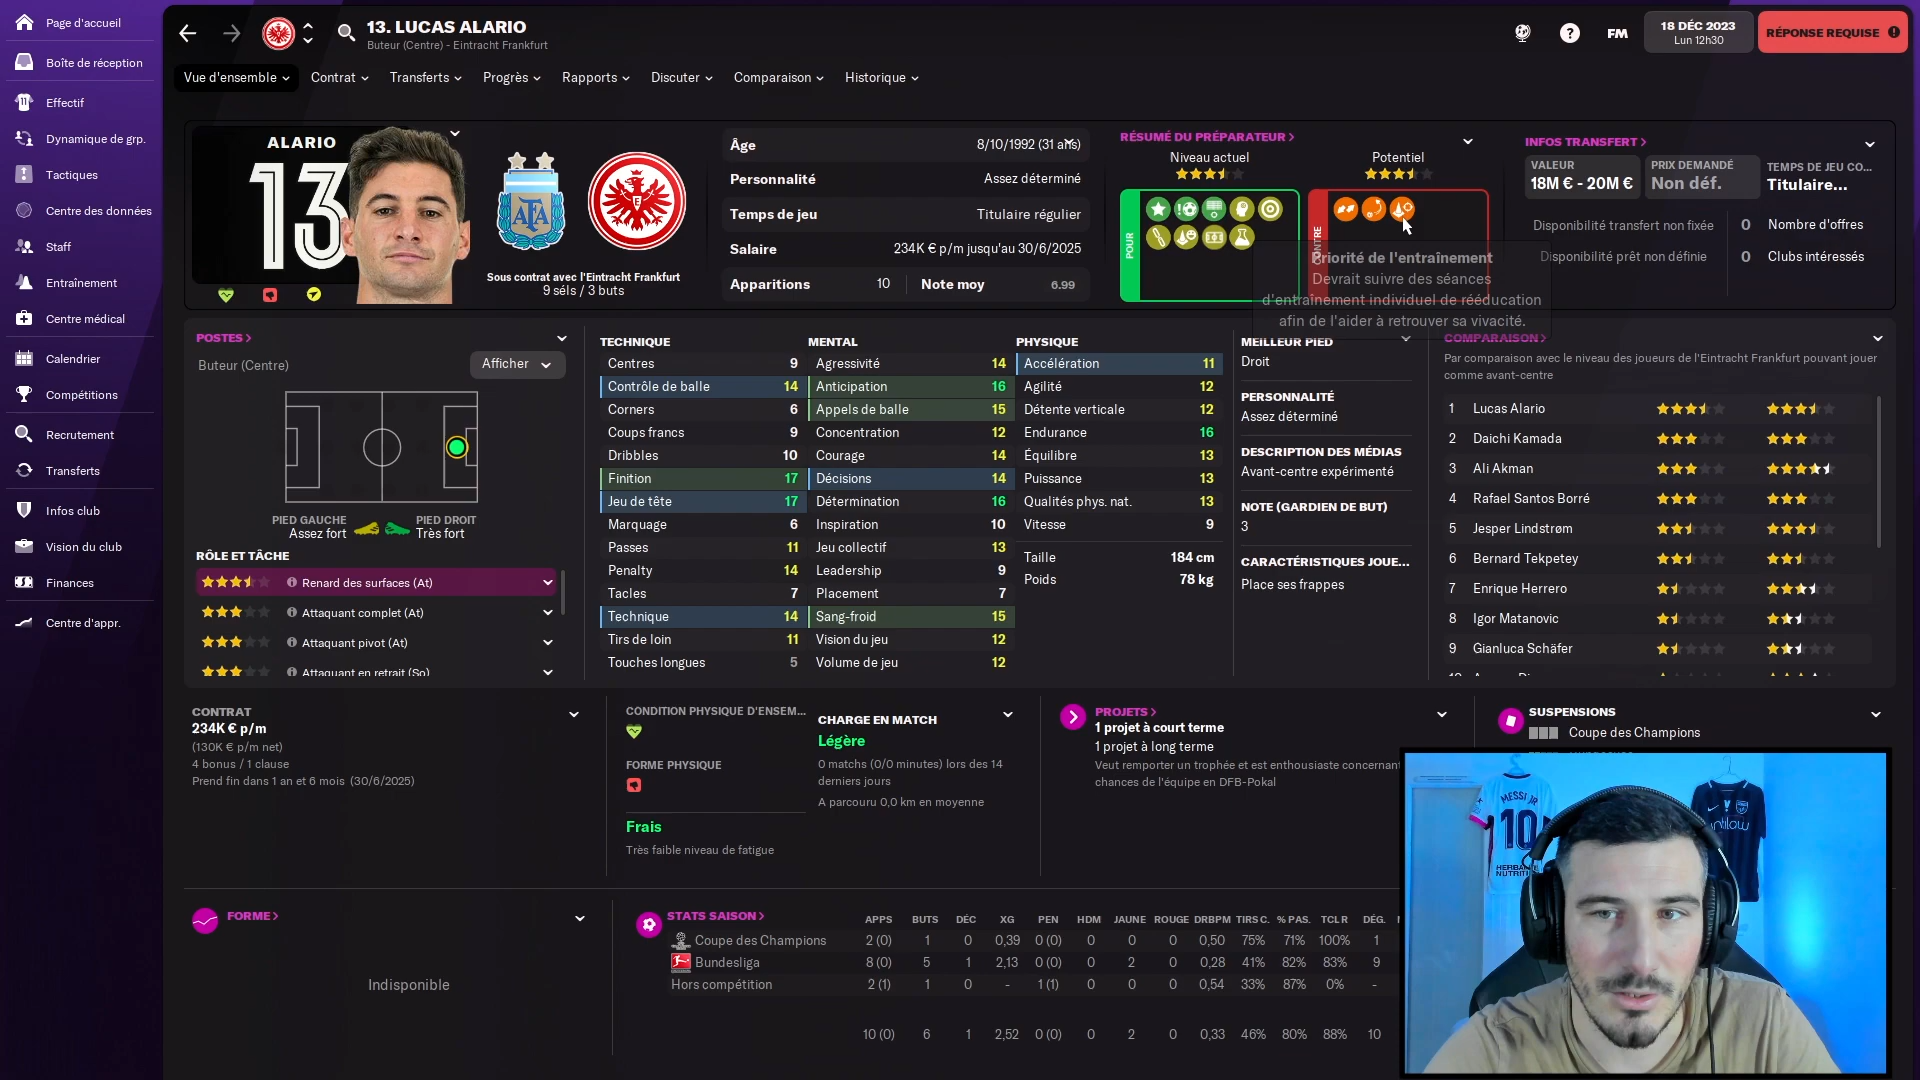 Page d'accueil
Boîte de réception
Effectif
Dynamique de grp.
Tactiques
Centre des données
Staff
Entraînement
Centre médical
Calendrier
Compétitions
Recrutement
Transferts
Infos club
Vision du club
Finances
Centre d'appr.
13. LUCAS ALARIO
Buteur (Centre) - Eintracht Frankfurt
FM
18 DÉC 2023
Lun 12h30
RÉPONSE REQUISE
Vue d'ensemble
Contrat
Transferts
Progrès
Rapports
Discuter
Comparaison
Historique
ALARIO
13
AFA
Sous contrat avec l'Eintracht Frankfurt
9 séls / 3 buts
Âge 8/10/1992 (31 ans)
Personnalité Assez déterminé
Temps de jeu Titulaire régulier
Salaire 234K € p/m jusqu'au 30/6/2025
Apparitions 10 Note moy 6.99
RÉSUMÉ DU PRÉPARATEUR >
Niveau actuel
Potentiel
POUR
CONTRE
Priorité de l'entraînement
Devrait suivre des séances
d'entraînement individuel de rééducation
afin de l'aider à retrouver sa vivacité.
INFOS TRANSFERT >
VALEUR
18M € - 20M €
PRIX DEMANDÉ
Non déf.
TEMPS DE JEU CO...
Titulaire...
Disponibilité transfert non fixée
0 Nombre d'offres
Disponibilité prêt non définie
0 Clubs intéressés
POSTES >
Buteur (Centre)
Afficher
PIED GAUCHE
Assez fort
PIED DROIT
Très fort
RÔLE ET TÂCHE
Renard des surfaces (At)
Attaquant complet (At)
Attaquant pivot (At)
Attaquant en retrait (So)
TECHNIQUE
Centres 9
Contrôle de balle 14
Corners 6
Coups francs 9
Dribbles 10
Finition 17
Jeu de tête 17
Marquage 6
Passes 11
Penalty 14
Tacles 7
Technique 14
Tirs de loin 11
Touches longues 5
MENTAL
Agressivité 14
Anticipation 16
Appels de balle 15
Concentration 12
Courage 14
Décisions 14
Détermination 16
Inspiration 10
Jeu collectif 13
Leadership 9
Placement 7
Sang-froid 15
Vision du jeu 12
Volume de jeu 12
PHYSIQUE
Accélération 11
Agilité 12
Détente verticale 12
Endurance 16
Équilibre 13
Puissance 13
Qualités phys. nat. 13
Vitesse 9
Taille 184 cm
Poids 78 kg
MEILLEUR PIED
Droit
PERSONNALITÉ
Assez déterminé
DESCRIPTION DES MÉDIAS
Avant-centre expérimenté
NOTE (GARDIEN DE BUT)
3
CARACTÉRISTIQUES JOUE...
Place ses frappes
COMPARAISON >
Par comparaison avec le niveau des joueurs de l'Eintracht Frankfurt pouvant jouer
comme avant-centre
1 Lucas Alario
2 Daichi Kamada
3 Ali Akman
4 Rafael Santos Borré
5 Jesper Lindstrøm
6 Bernard Tekpetey
7 Enrique Herrero
8 Igor Matanovic
9 Gianluca Schäfer
CONTRAT
234K € p/m
(130K € p/m net)
4 bonus / 1 clause
Prend fin dans 1 an et 6 mois (30/6/2025)
CONDITION PHYSIQUE D'ENSEM...
FORME PHYSIQUE
Frais
Très faible niveau de fatigue
CHARGE EN MATCH
Légère
0 matchs (0/0 minutes) lors des 14
derniers jours
A parcouru 0,0 km en moyenne
PROJETS >
1 projet à court terme
1 projet à long terme
Veut remporter un trophée et est enthousiaste concernant
chances de l'équipe en DFB-Pokal
SUSPENSIONS
Coupe des Champions
FORME >
Indisponible
STATS SAISON > APPS BUTS DÉC XG PEN HDM JAUNE ROUGE DRBPM TIRS C. % PAS. TCL R DÉG.
Coupe des Champions 2 (0) 1 0 0,39 0 (0) 0 0 0 0,50 75% 71% 100% 1
Bundesliga 8 (0) 5 1 2,13 0 (0) 0 2 0 0,28 41% 82% 83% 9
Hors compétition 2 (1) 1 0 - 1 (1) 0 0 0 0,54 33% 87% 0% -
10 (0) 6 1 2,52 0 (0) 0 2 0 0,33 46% 80% 88% 10
MESSI JR
10
HERBALIFE
NUTRITION